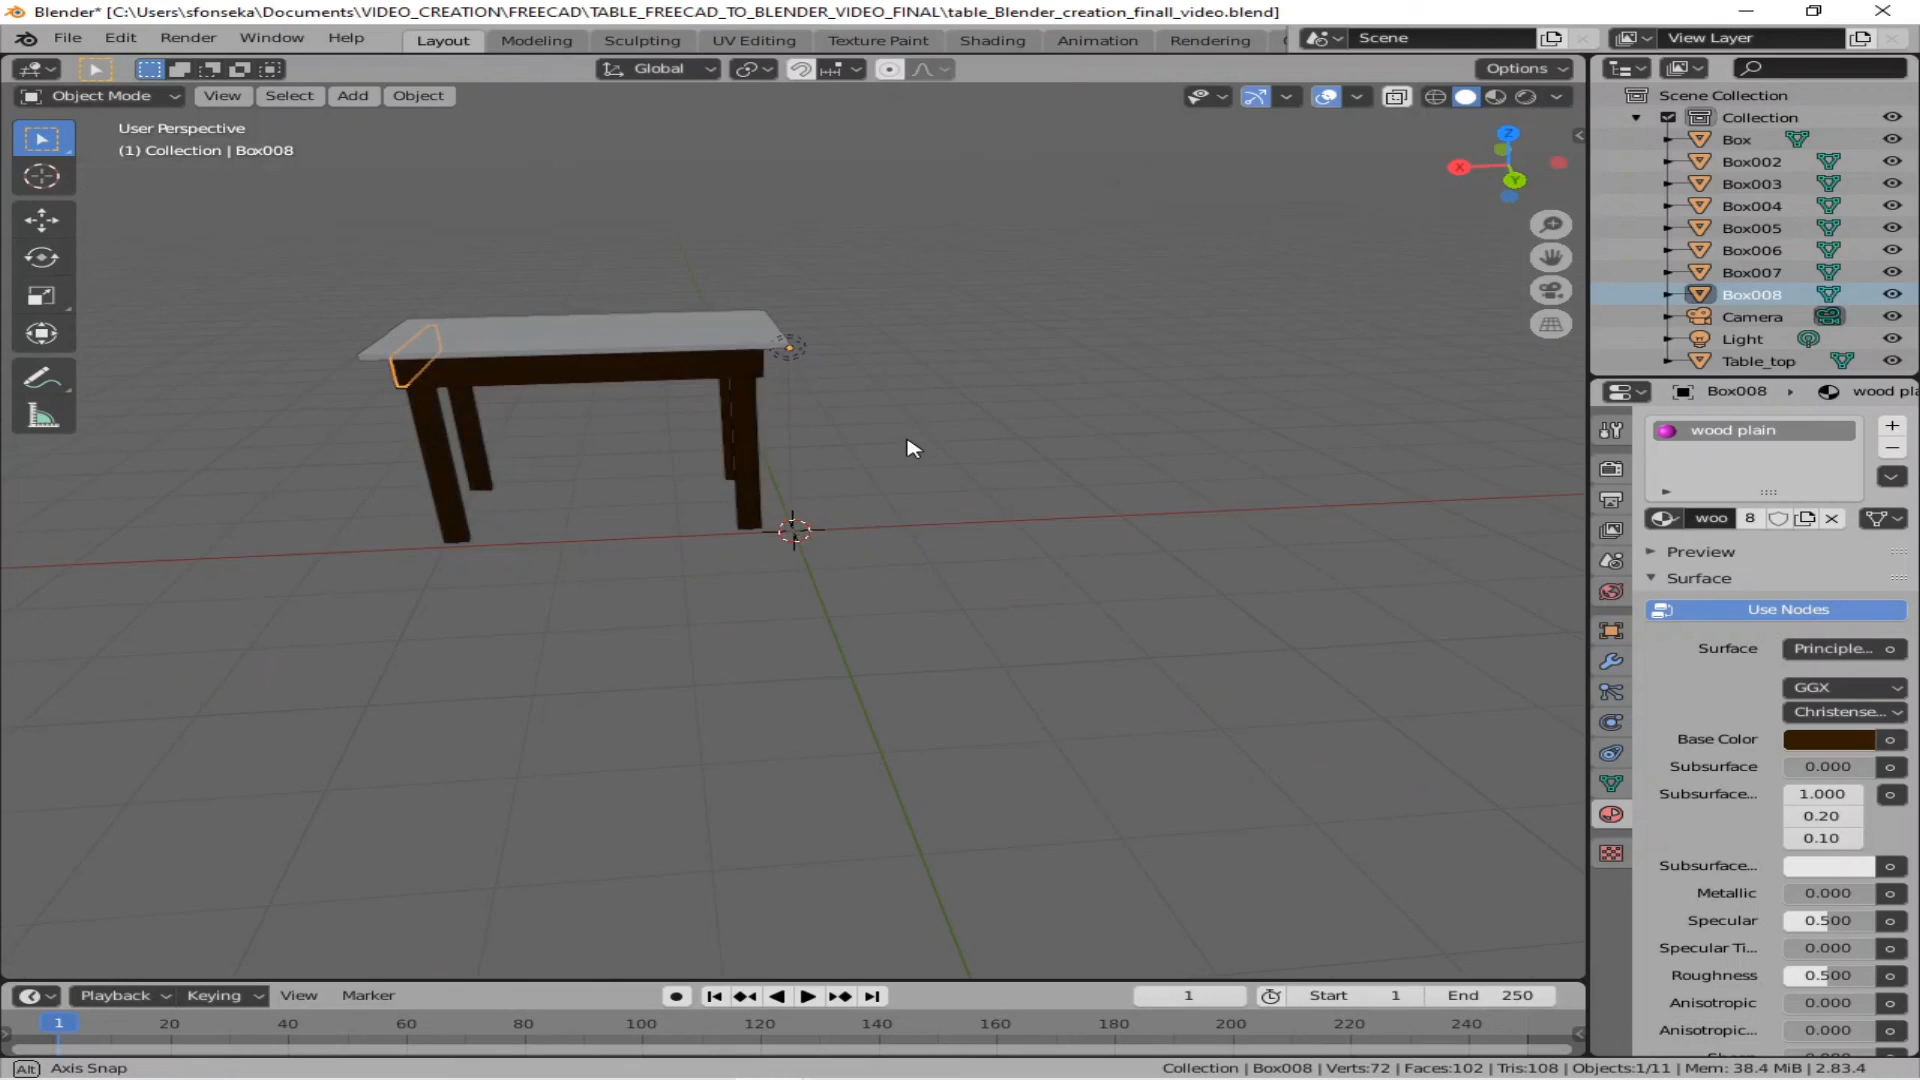 Blender* [C:\Users\sfonseka\Documents\VIDEO_CREATION\FREECAD\TABLE_FREECAD_TO_BLENDER_VIDEO_FINAL\table_Blender_creation_finall_video.blend]
File Edit Render Window Help Layout Modeling Sculpting UV Editing Texture Paint Shading Animation Rendering Scene View Layer
Global Options
Object Mode View Select Add Object
User Perspective
(1) Collection | Box008
Z
X
Y
Scene Collection
Collection
Box
Box002
Box003
Box004
Box005
Box006
Box007
Box008
Camera
Light
Table_top
Box008 wood pla
wood plain
woo 8
Preview
Surface
Use Nodes
Surface Principle...
GGX
Christense...
Base Color
Subsurface 0.000
Subsurface... 1.000
0.20
0.10
Subsurface...
Metallic 0.000
Specular 0.500
Specular Ti... 0.000
Roughness 0.500
Anisotropic 0.000
Anisotropic... 0.000
Playback Keying View Marker 1 Start 1 End 250
1 20 40 60 80 100 120 140 160 180 200 220 240
Alt Axis Snap
Collection | Box008 | Verts:72 | Faces:102 | Tris:108 | Objects:1/11 | Mem: 38.4 MiB | 2.83.4